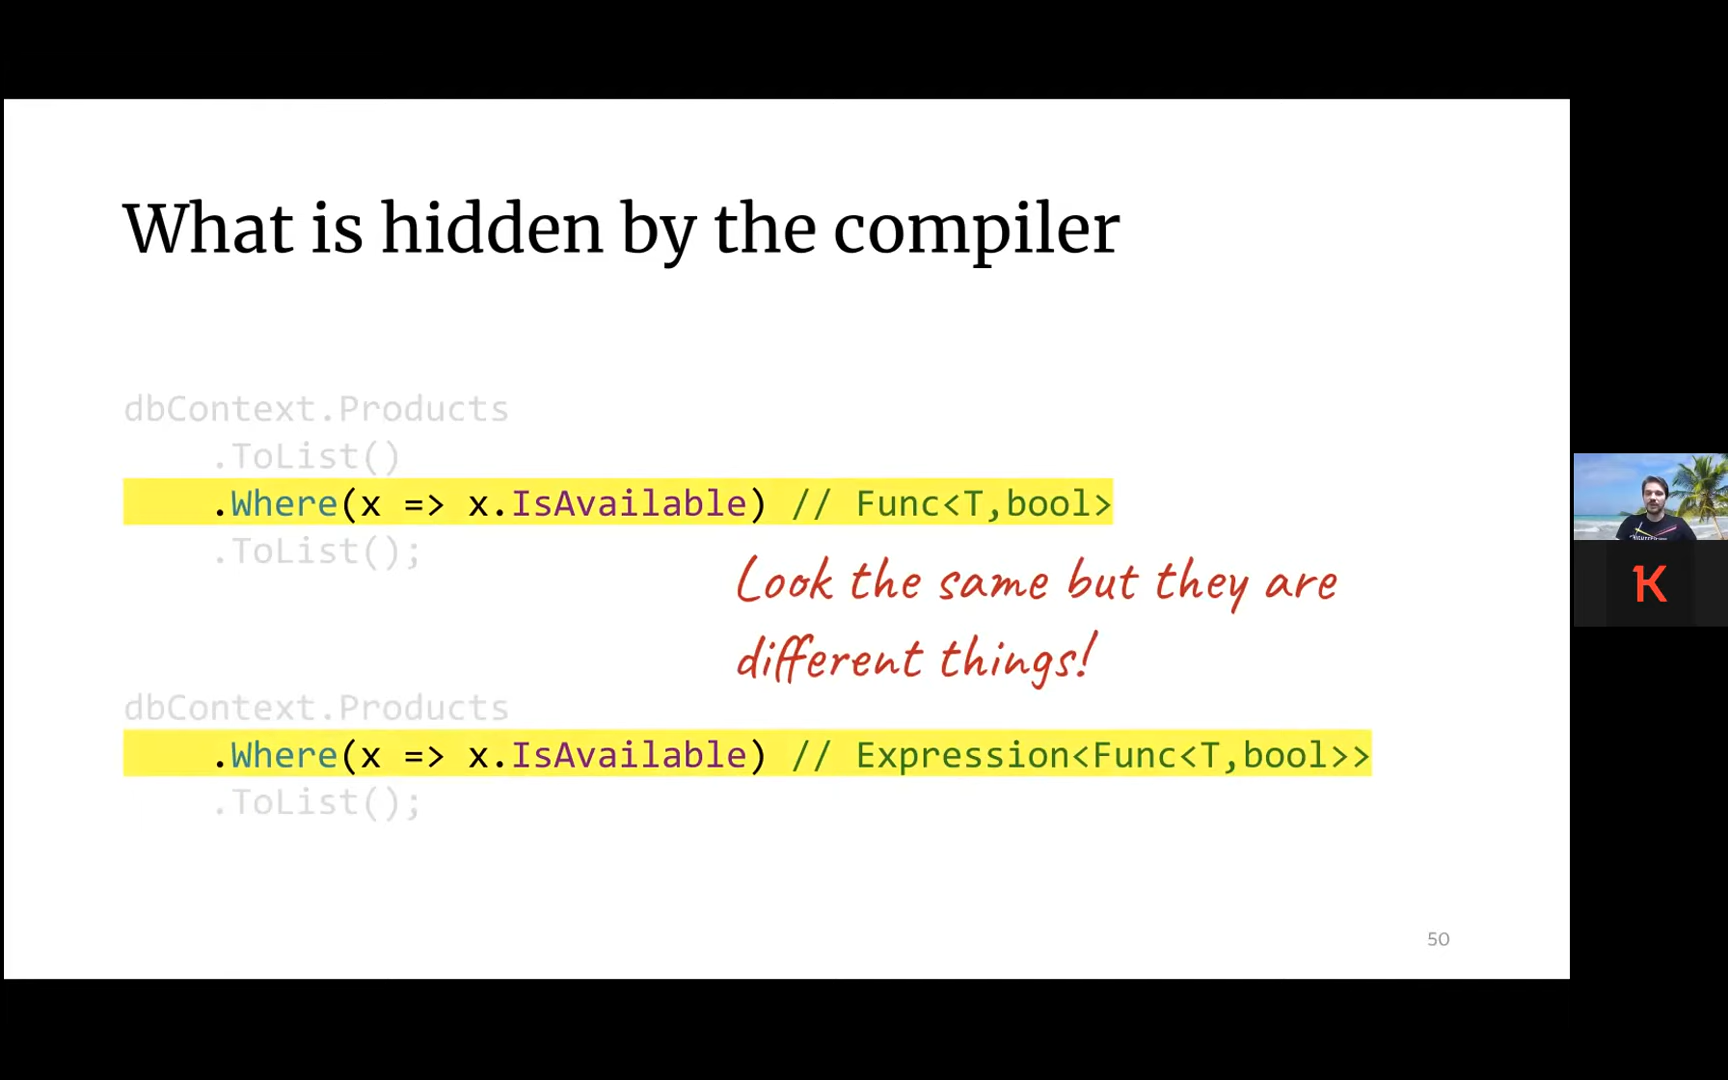 What is hidden by the compiler
dbContext.Products
.ToList()
.Where(x => x.IsAvailable) // Func<T,bool>
.ToList();
Look the same but they are
different things!
dbContext.Products
.Where(x => x.IsAvailable) // Expression<Func<T,bool>>
.ToList();
50
K